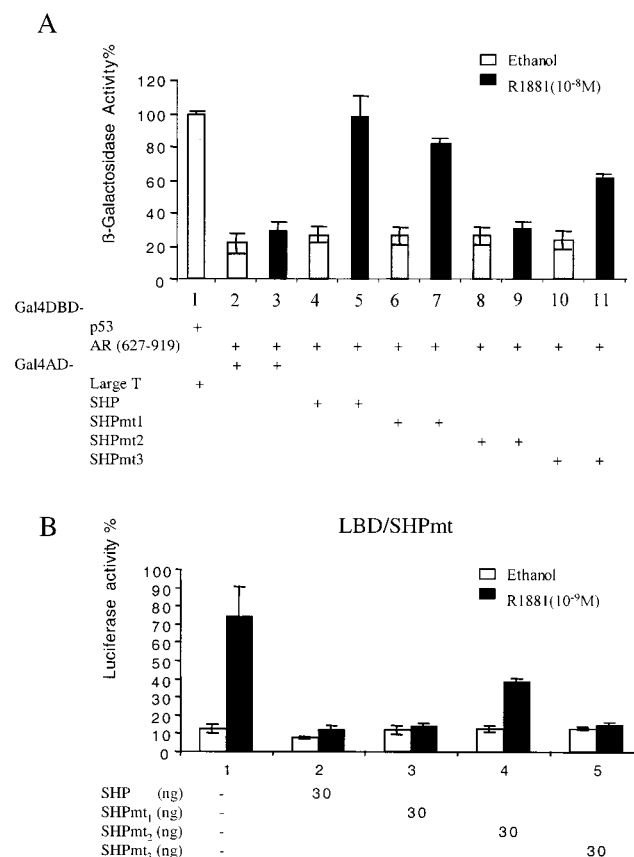 A
Ethanol
R1881(10⁻⁸M)
ß-Galactosidase Activity%
120
100
80
60
40
20
0
1 2 3 4 5 6 7 8 9 10 11
Gal4DBD-
p53 +
AR (627-919) + + + + + + + + + +
Gal4AD- + +
Large T +
SHP + +
SHPmt1 + +
SHPmt2 + +
SHPmt3 + +
B
LBD/SHPmt
Ethanol
R1881(10⁻⁹M)
Luciferase activity %
100
90
80
70
60
50
40
30
20
10
0
1 2 3 4 5
SHP (ng) - 30
SHPmt₁ (ng) - 30
SHPmt₂ (ng) - 30
SHPmt₃ (ng) - 30